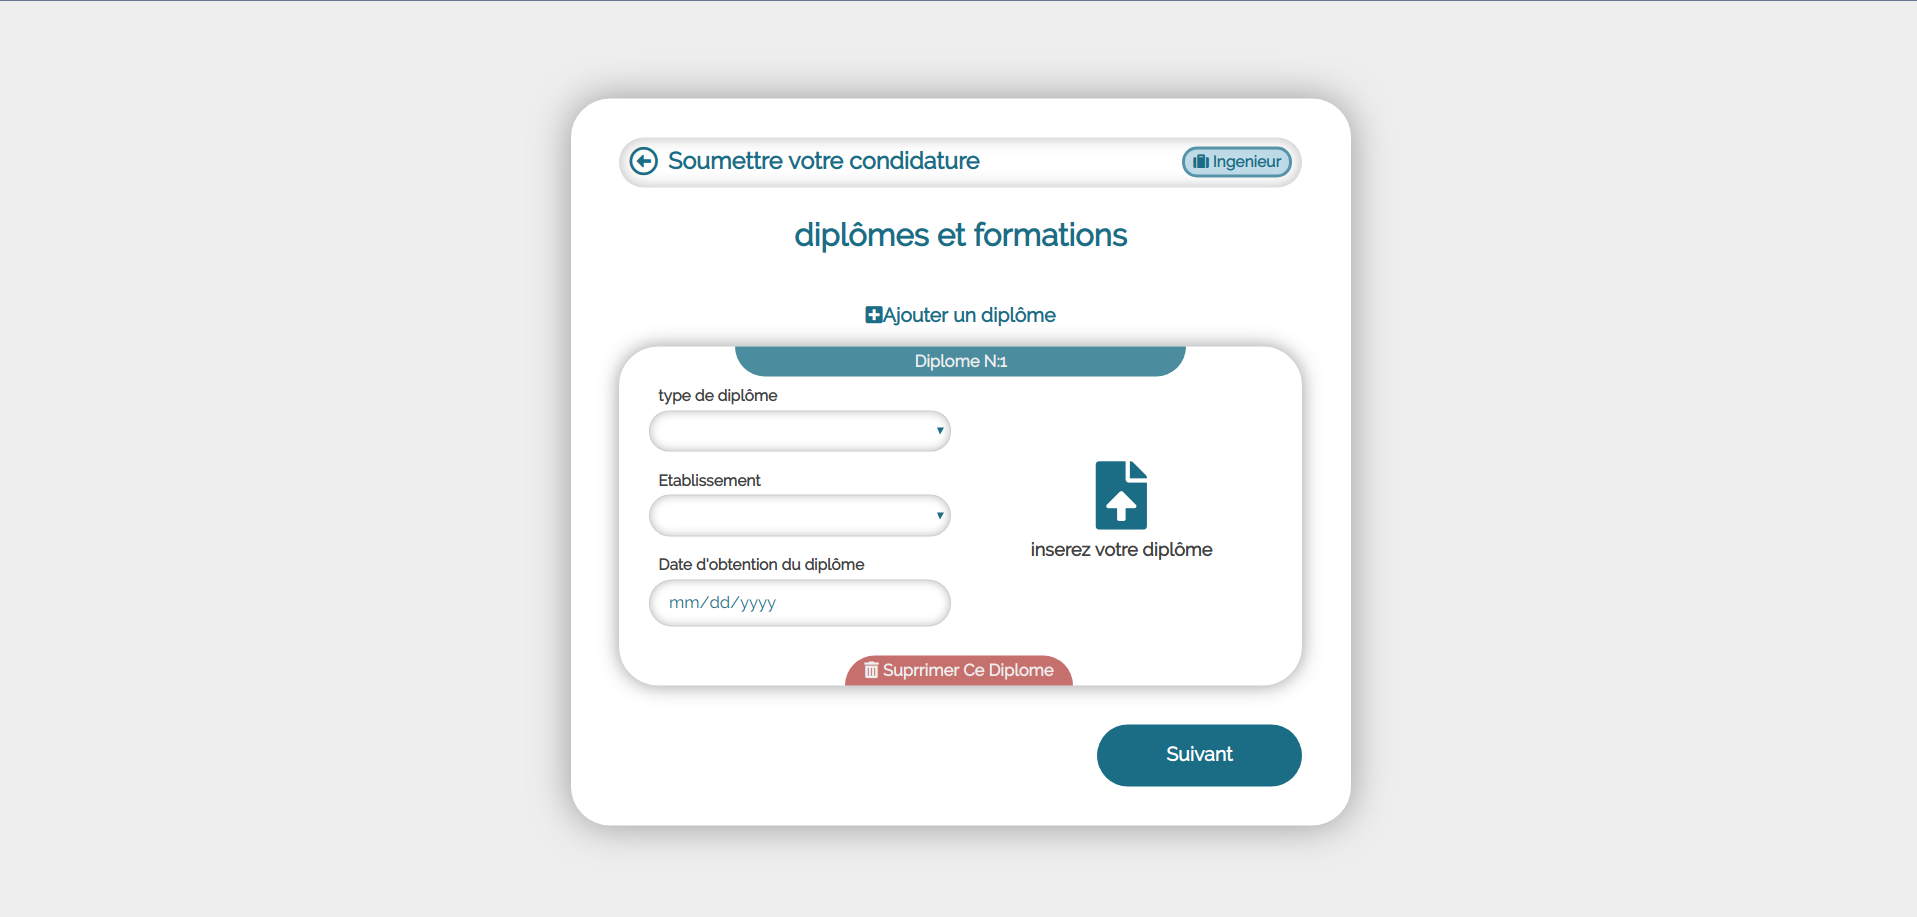 Soumettre votre condidature
Ingenieur
diplômes et formations
Ajouter un diplôme
Diplome N:1
type de diplôme
Etablissement
Date d'obtention du diplôme
mm/dd/yyyy
inserez votre diplôme
Suprrimer Ce Diplome
Suivant